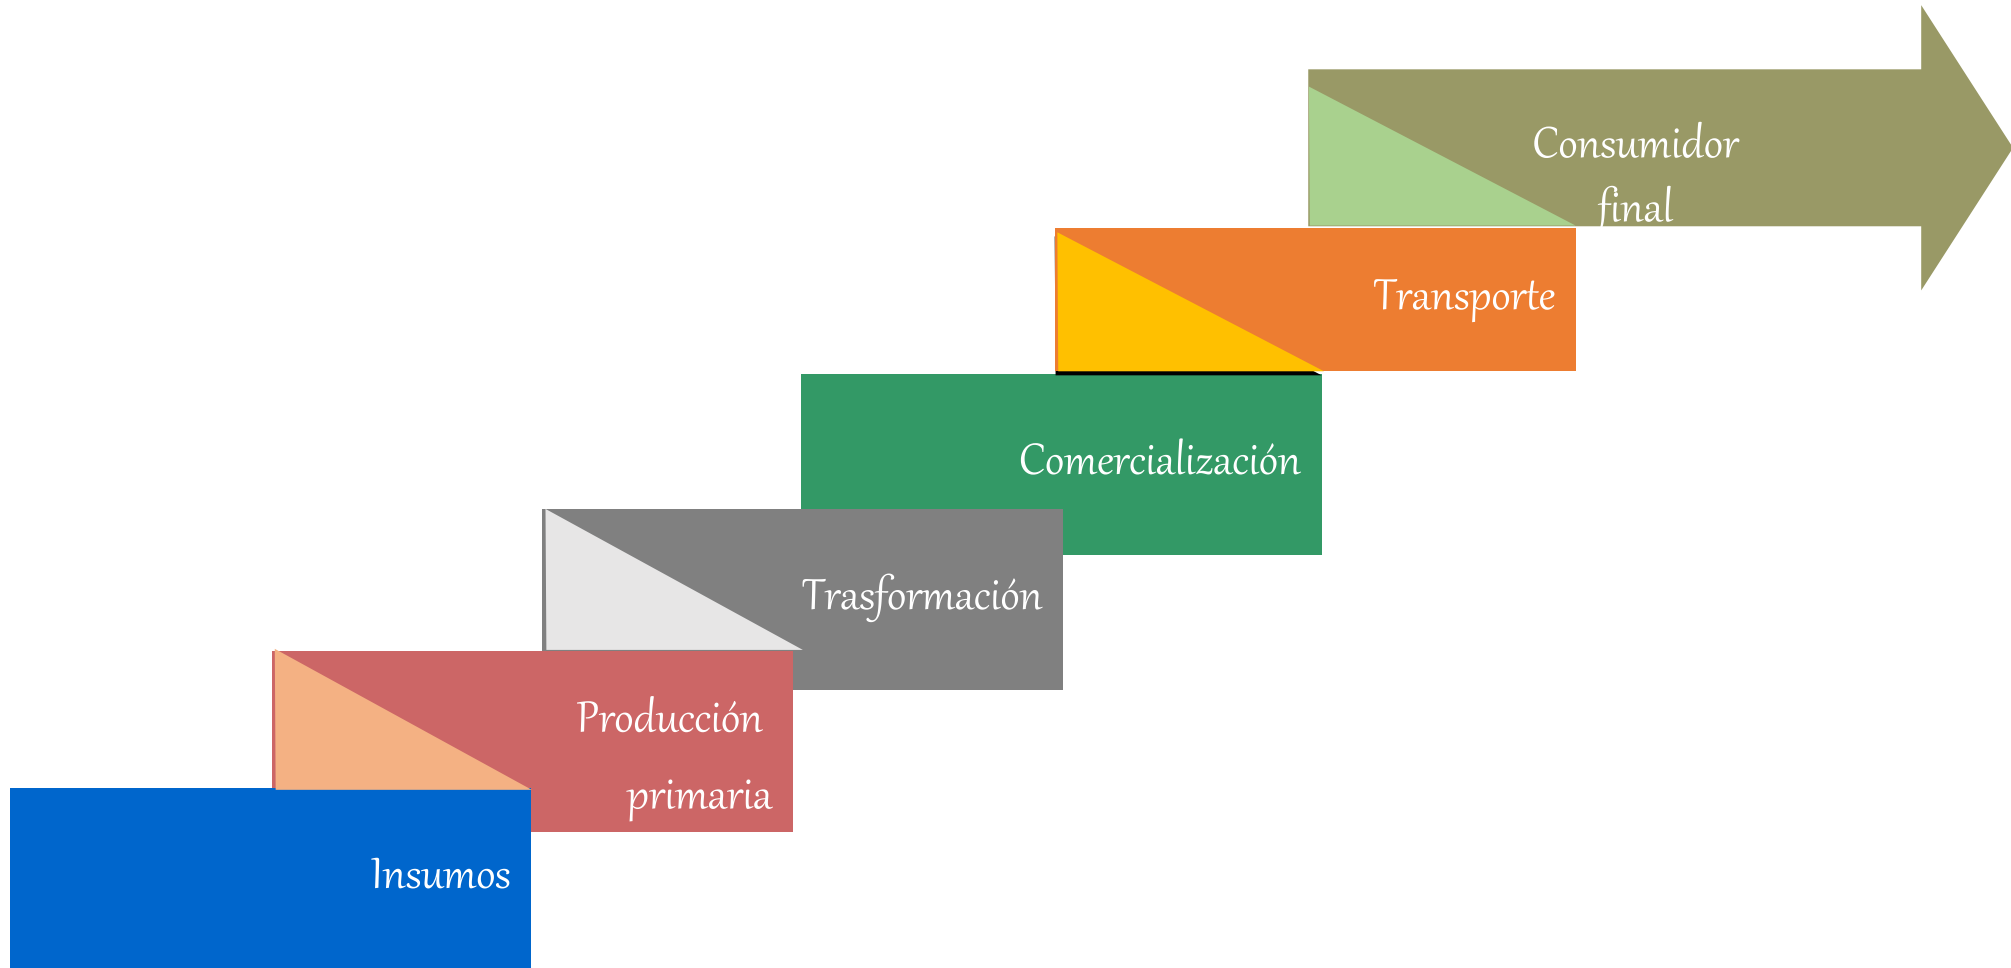 Consumidor
final
Transporte
Comercialización
Trasformación
Producción
primaria
Insumos